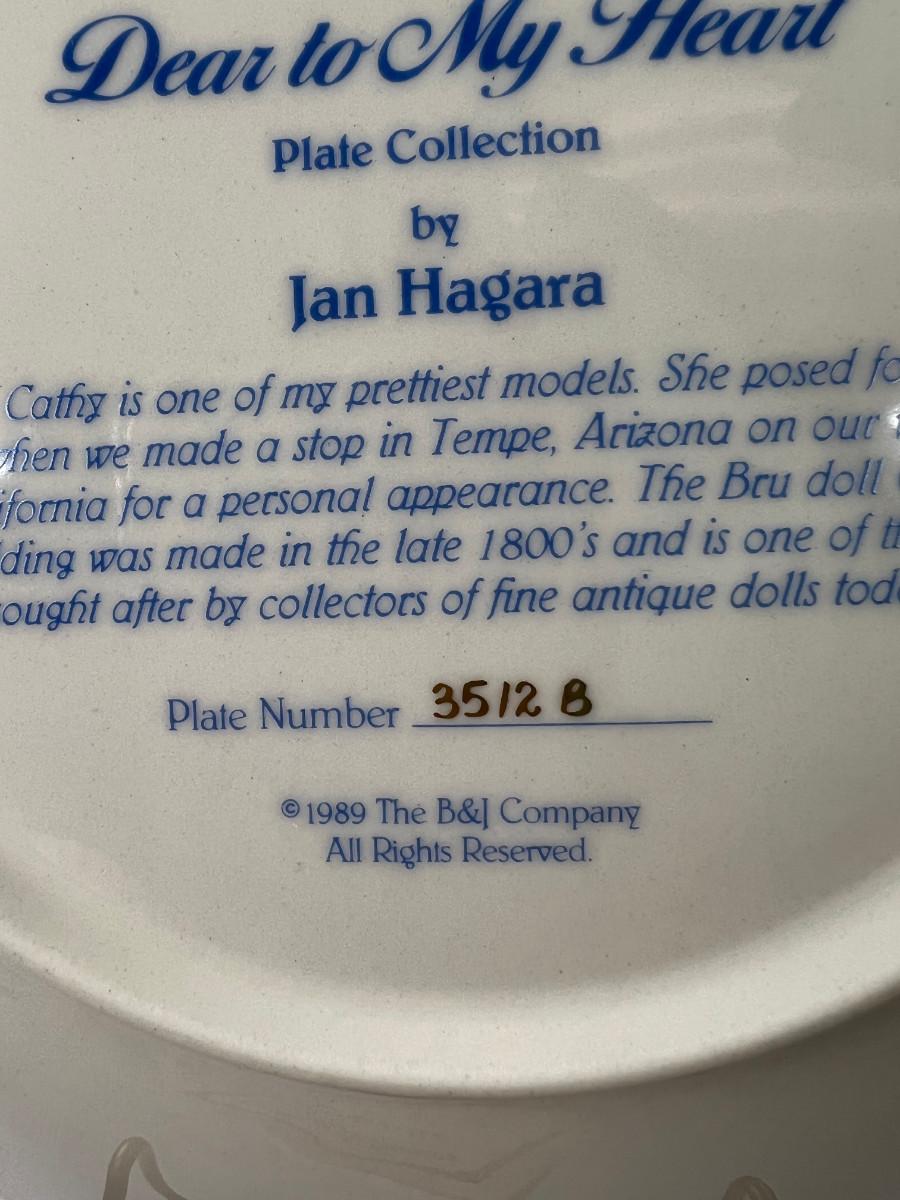 Dear to My Heart
Plate Collection
by
Jan Hagara
Cathy is one of my prettiest models. She posed fo
hen we made a stop in Tempe, Arizona on our
ifornia for a personal appearance. The Bru doll
ding was made in the late 1800's and is one of t
ought after by collectors of fine antique dolls tod
Plate Number 3512 B
©1989 The B&J Company
All Rights Reserved.